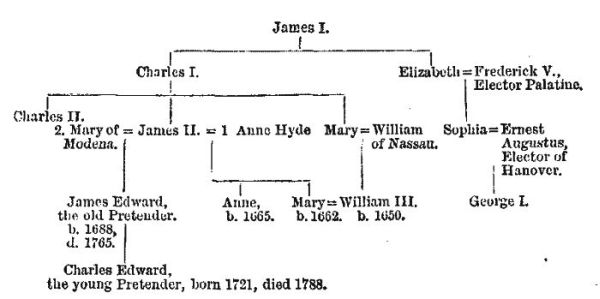 James I.
Charles I.
Elizabeth = Frederick V.,
Elector Palatine.
Charles II.
2. Mary of = James II. = 1 Anne Hyde
Modena.
Mary = William
of Nassau.
Sophia = Ernest
Augustus,
Elector of
Hanover.
James Edward,
the old Pretender.
b. 1688,
d. 1765.
Anne,
b. 1665.
Mary = William III.
b. 1662. b. 1650.
George I.
Charles Edward,
the young Pretender, born 1721, died 1788.